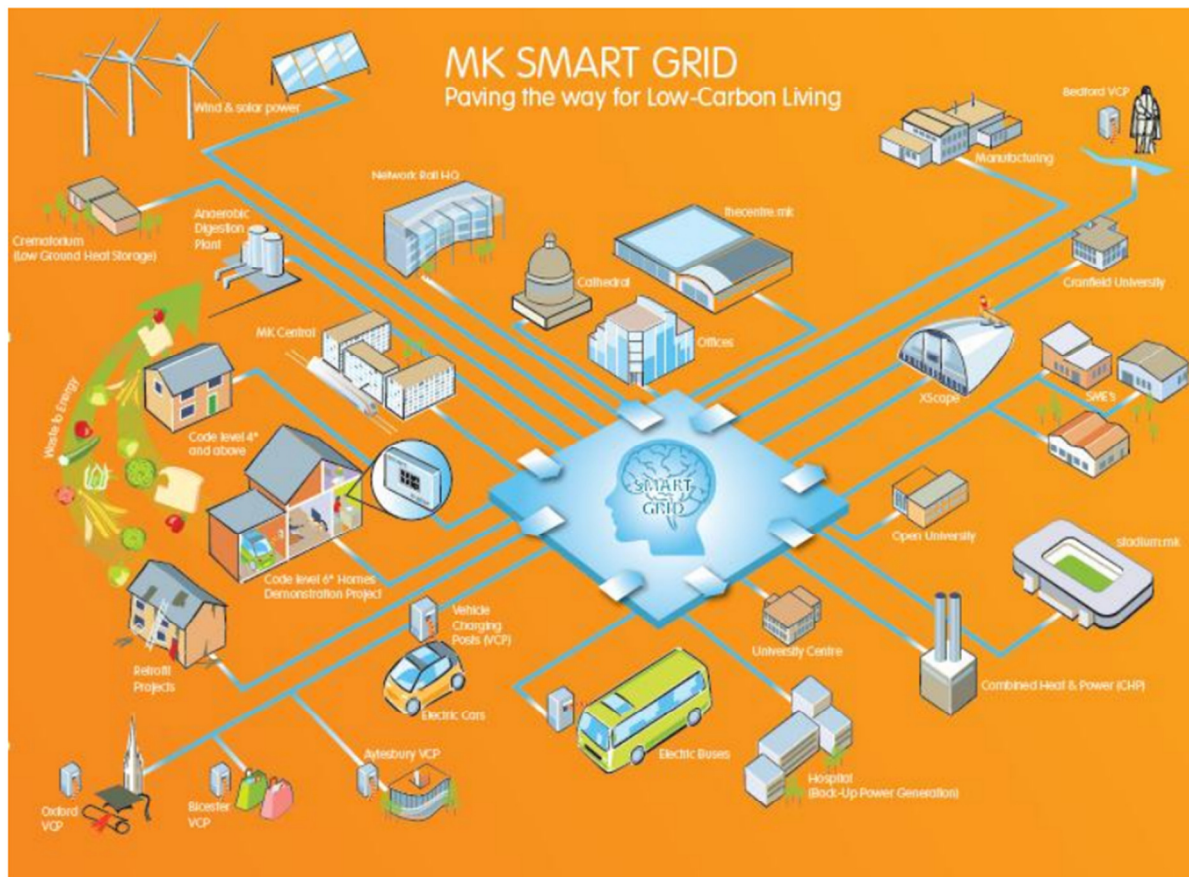 MK SMART GRID
Paving the way for Low-Carbon Living
Wind & solar power
Bedford VCP
Manufacturing
Network Rail HQ
thecentre:mk
Crematorium
(Low Ground Heat Storage)
Anaerobic
Digestion
Plant
Cathedral
Cranfield University
MK Central
Offices
XScape
SME's
Waste to Energy
Code level 4*
and above
SMART
GRID
Open University
stadium:mk
Code level 6* Homes
Demonstration Project
Vehicle
Charging
Posts (VCP)
University Centre
Retrofit
Projects
Combined Heat & Power (CHP)
Electric Cars
Electric Buses
Aylesbury VCP
Hospital
(Back-Up Power Generation)
Oxford
VCP
Bicester
VCP